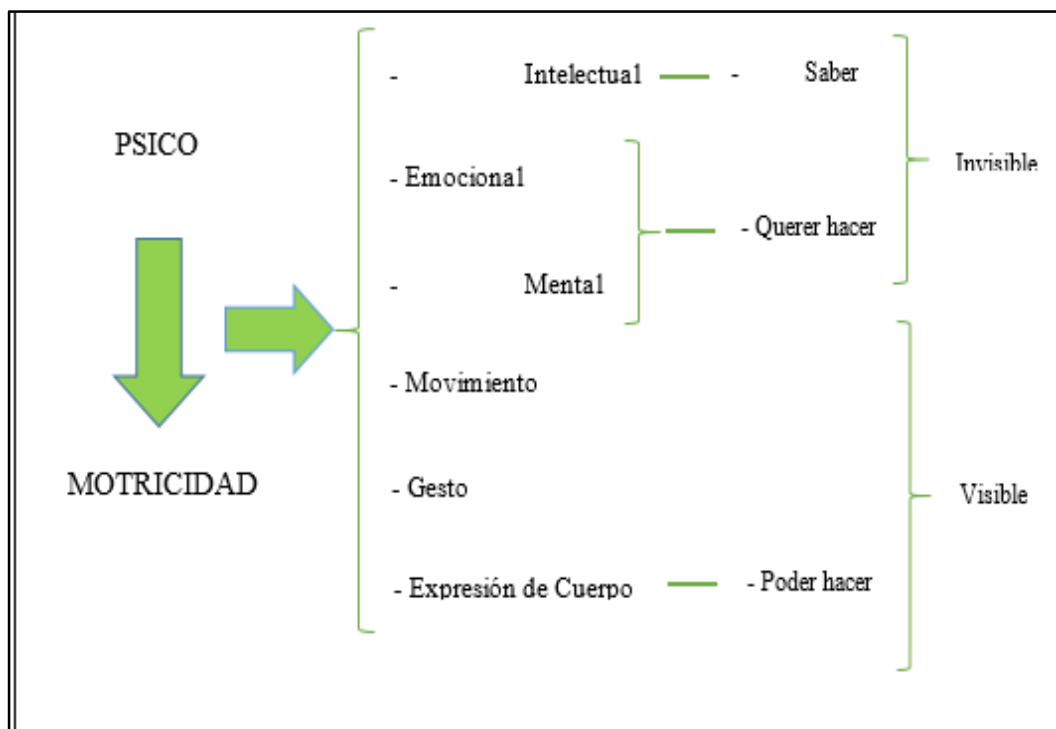 - Intelectual - Saber
PSICO
Invisible
- Emocional
- Querer hacer
- Mental
- Movimiento
MOTRICIDAD
- Gesto
Visible
- Expresión de Cuerpo - Poder hacer